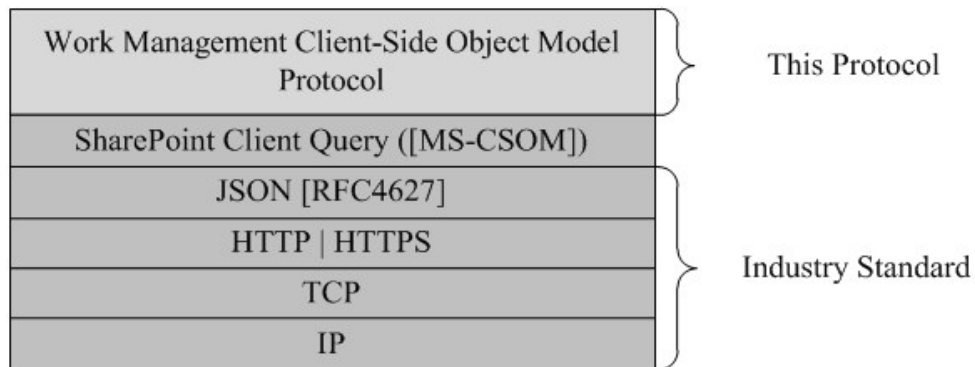 Work Management Client-Side Object Model
Protocol
This Protocol
SharePoint Client Query ([MS-CSOM])
JSON [RFC4627]
HTTP | HTTPS
Industry Standard
TCP
IP